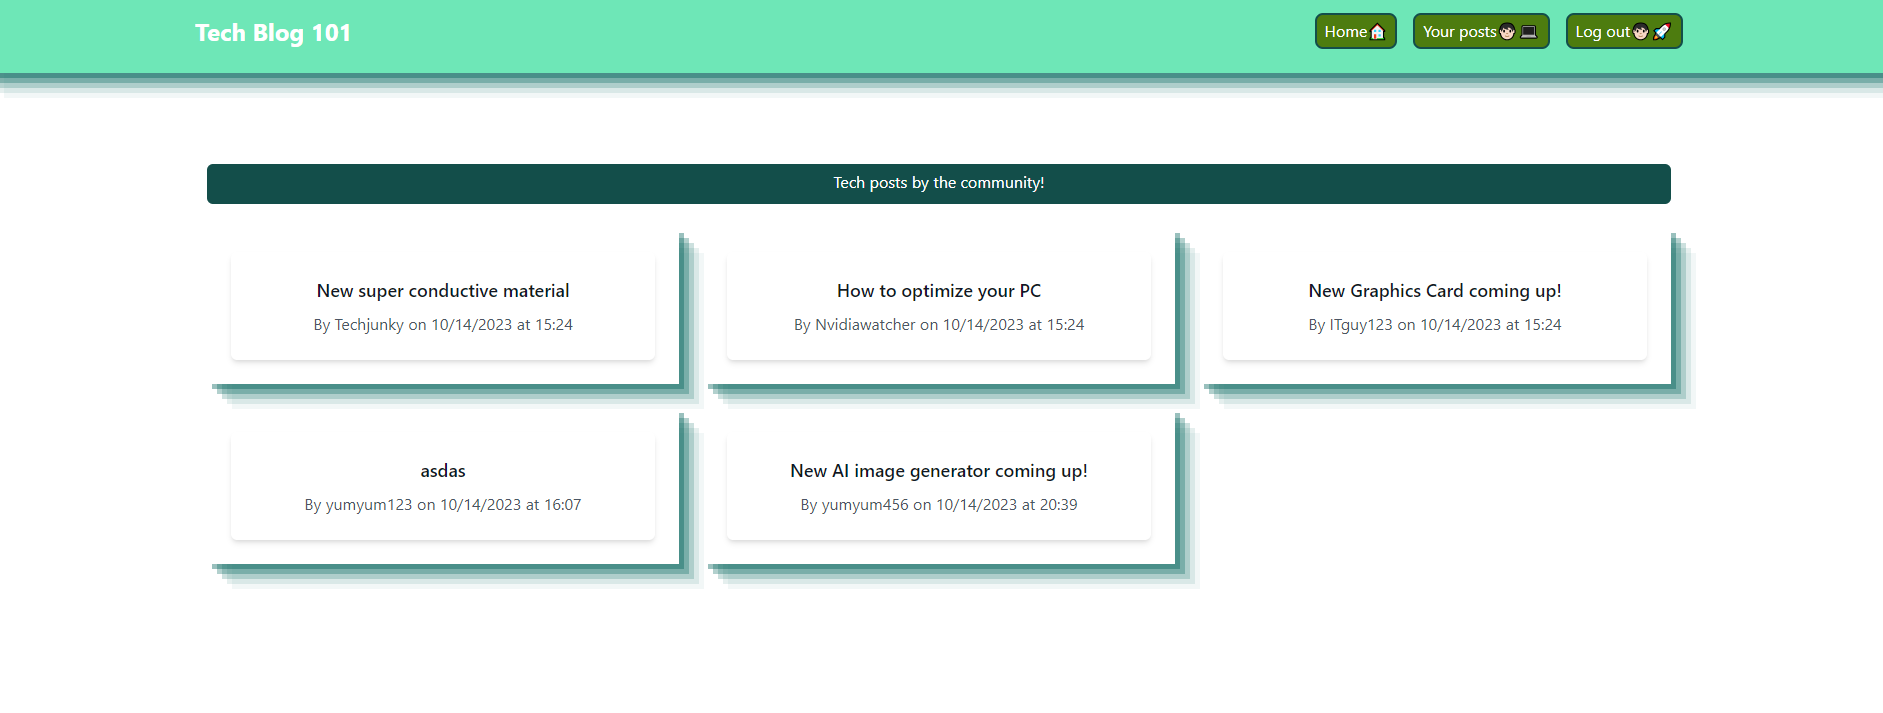 Tech Blog 101
Home🏠
Your posts👨🏻💻
Log out👨🏻🚀
Tech posts by the community!
New super conductive material
By Techjunky on 10/14/2023 at 15:24
How to optimize your PC
By Nvidiawatcher on 10/14/2023 at 15:24
New Graphics Card coming up!
By ITguy123 on 10/14/2023 at 15:24
asdas
By yumyum123 on 10/14/2023 at 16:07
New AI image generator coming up!
By yumyum456 on 10/14/2023 at 20:39